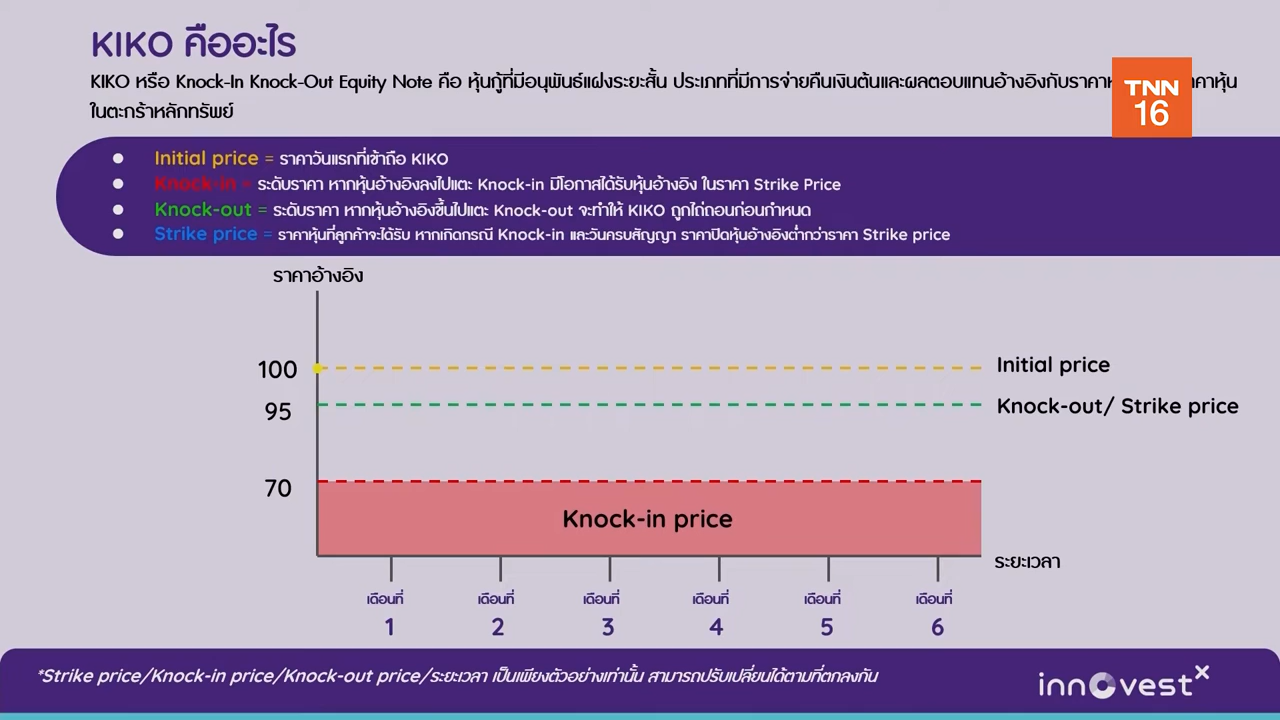 KIKO คืออะไร
KIKO หรือ Knock-In Knock-Out Equity Note คือ หุ้นกู้ที่มีอนุพันธ์แฝงระยะสั้น ประเภทที่มีการจ่ายคืนเงินต้นและผลตอบแทนอ้างอิงกับราคา
ในตะกร้าหลักทรัพย์
TNN
16
Initial price = ราคาวันแรกที่เข้าถือ KIKO
Knock-in = ระดับราคา หากหุ้นอ้างอิงลงไปแตะ Knock-in มีโอกาสได้รับหุ้นอ้างอิง ในราคา Strike Price
Knock-out = ระดับราคา หากหุ้นอ้างอิงขึ้นไปแตะ Knock-out จะทำให้ KIKO ถูกไถ่ถอนก่อนกำหนด
Strike price = ราคาหุ้นที่ลูกค้าจะได้รับ หากเกิดกรณี Knock-in และวันครบสัญญา ราคาปิดหุ้นอ้างอิงต่ำกว่าราคา Strike price
ราคาอ้างอิง
100
Initial price
95
Knock-out/ Strike price
70
Knock-in price
ระยะเวลา
เดือนที่ เดือนที่ เดือนที่ เดือนที่ เดือนที่ เดือนที่
1 2 3 4 5 6
*Strike price/Knock-in price/Knock-out price/ระยะเวลา เป็นเพียงตัวอย่างเท่านั้น สามารถปรับเปลี่ยนได้ตามที่ตกลงกัน
innovestx